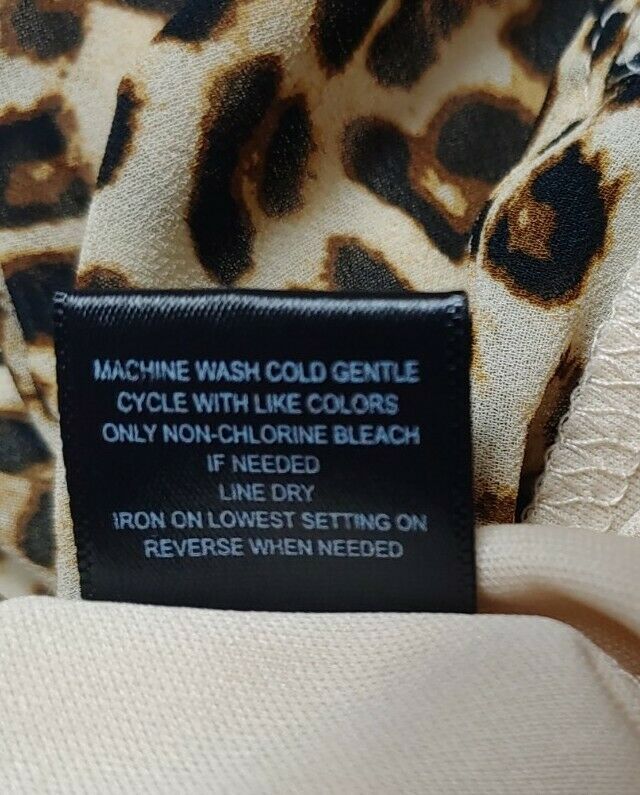 MACHINE WASH COLD GENTLE
CYCLE WITH LIKE COLORS
ONLY NON-CHLORINE BLEACH
IF NEEDED
LINE DRY
IRON ON LOWEST SETTING ON
REVERSE WHEN NEEDED